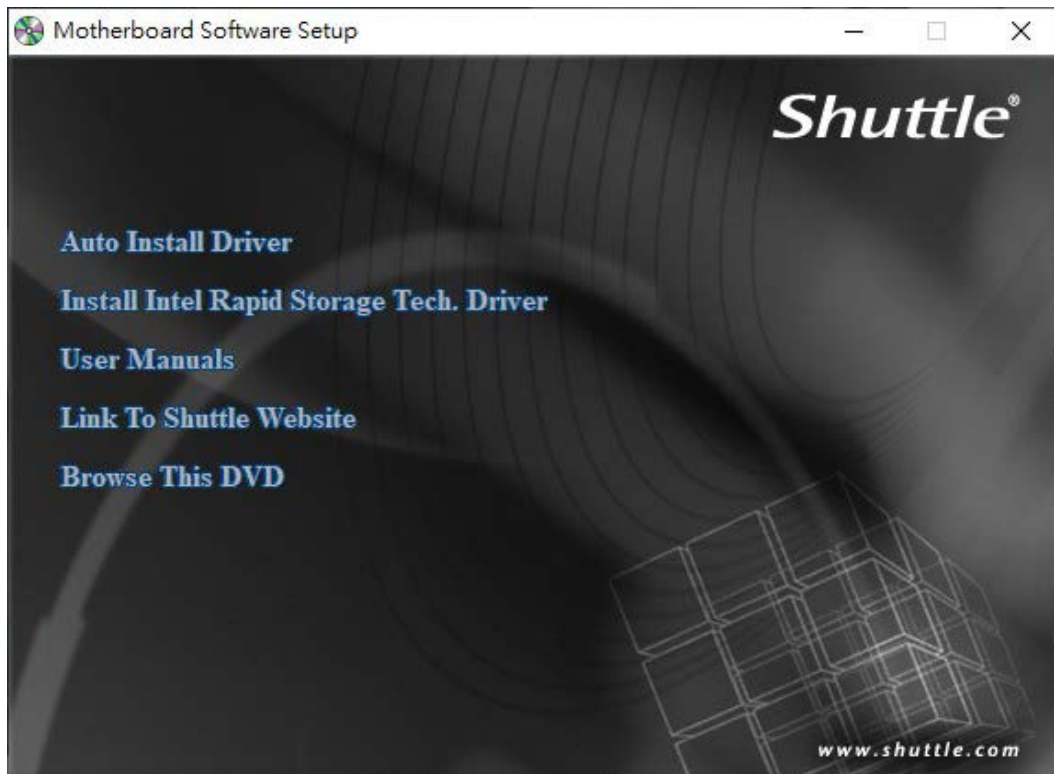 Motherboard Software Setup
Shuttle®
Auto Install Driver
Install Intel Rapid Storage Tech. Driver
User Manuals
Link To Shuttle Website
Browse This DVD
www.shuttle.com